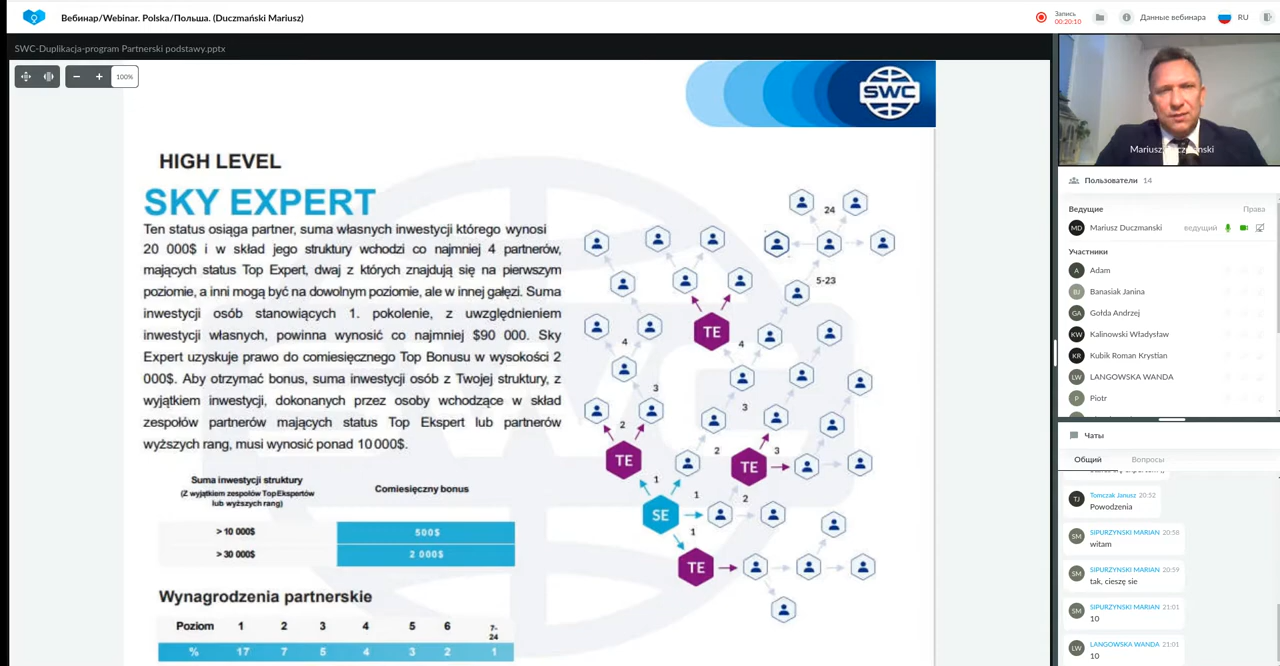 Вебинар/Webinar. Polska/Польша. (Duczmański Mariusz)
Запись
00:20:10
Данные вебинара
RU
SWC-Duplikacja-program Partnerski podstawy.pptx
100%
SWC
HIGH LEVEL
SKY EXPERT
Ten status osiąga partner, suma własnych inwestycji którego wynosi
20 000$ i w skład jego struktury wchodzi co najmniej 4 partnerów,
mających status Top Expert, dwaj z których znajdują się na pierwszym
poziomie, a inni mogą być na dowolnym poziomie, ale w innej gałęzi. Suma
inwestycji osób stanowiących 1. pokolenie, z uwzględnieniem
inwestycji własnych, powinna wynosić co najmniej $90 000. Sky
Expert uzyskuje prawo do comiesięcznego Top Bonusu w wysokości 2
000$. Aby otrzymać bonus, suma inwestycji osób z Twojej struktury, z
wyjątkiem inwestycji, dokonanych przez osoby wchodzące w skład
zespołów partnerów mających status Top Ekspert lub partnerów
wyższych rang, musi wynosić ponad 10 000$.
Suma inwestycji struktury
(Z wyjątkiem zespołów TopEkspertów
lub wyższych rang)
Comiesięczny bonus
> 10 000$ 500$
> 30 000$ 2 000$
Wynagrodzenia partnerskie
Poziom 1 2 3 4 5 6 7-24
% 17 7 5 4 3 2 1
24
5-23
TE
4
4
3
3
2
TE
2
TE
3
1
1
2
SE
1
TE
Mariusz Duczmanski
Пользователи 14
Ведущие Права
MD Mariusz Duczmanski ведущий
Участники
A Adam
BJ Banasiak Janina
GA Gołda Andrzej
KW Kalinowski Władysław
KR Kubik Roman Krystian
LW LANGOWSKA WANDA
P Piotr
Чаты
Общий Вопросы
TJ Tomczak Janusz 20:52
Powodzenia
SM SIPURZYNSKI MARIAN 20:58
witam
SM SIPURZYNSKI MARIAN 20:59
tak, cieszę sie
SM SIPURZYNSKI MARIAN 21:01
10
LW LANGOWSKA WANDA 21:01
10